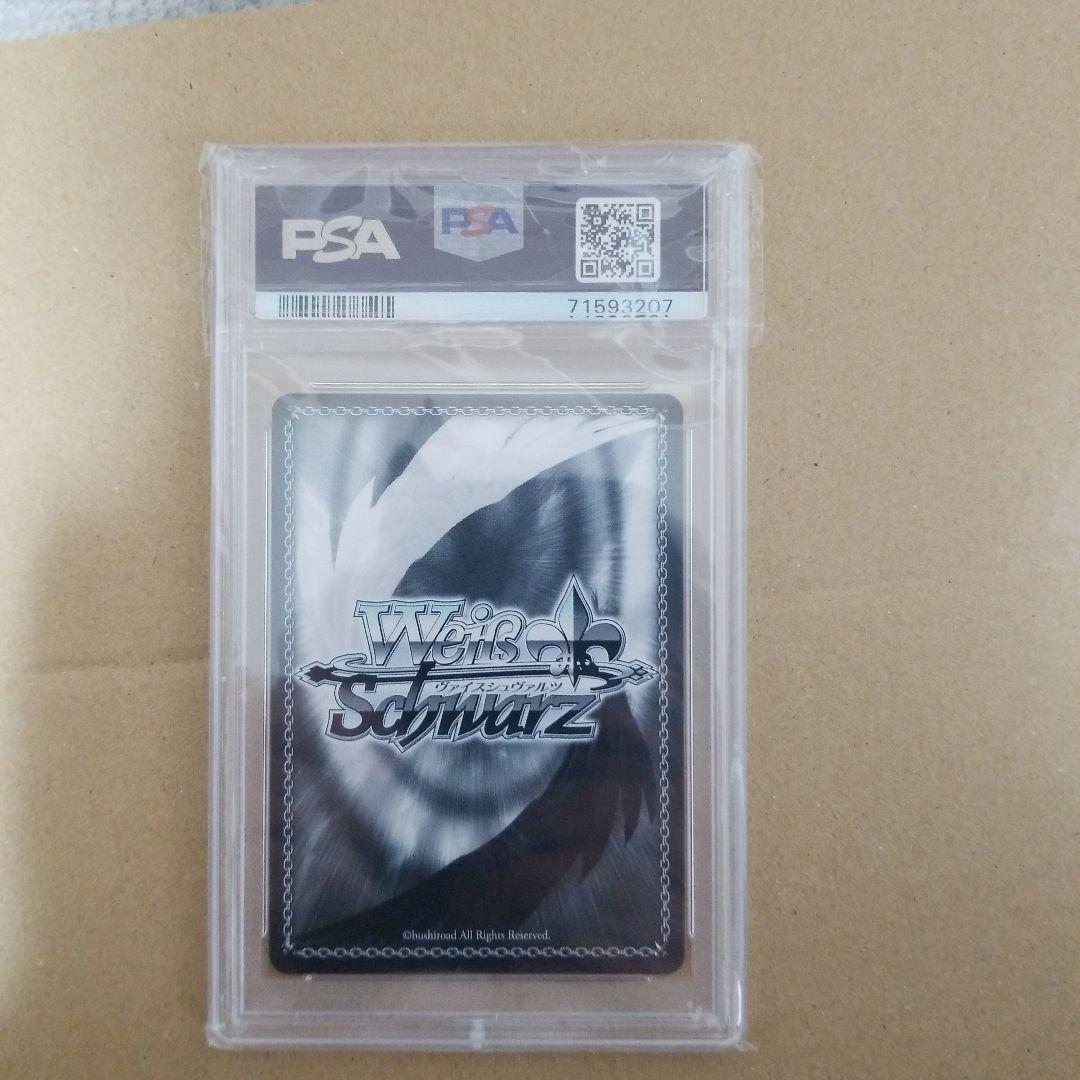 PSA
PSA
71593207
Weiß
ヴァイスシュヴァルツ
Schwarz
©bushiroad All Rights Reserved.